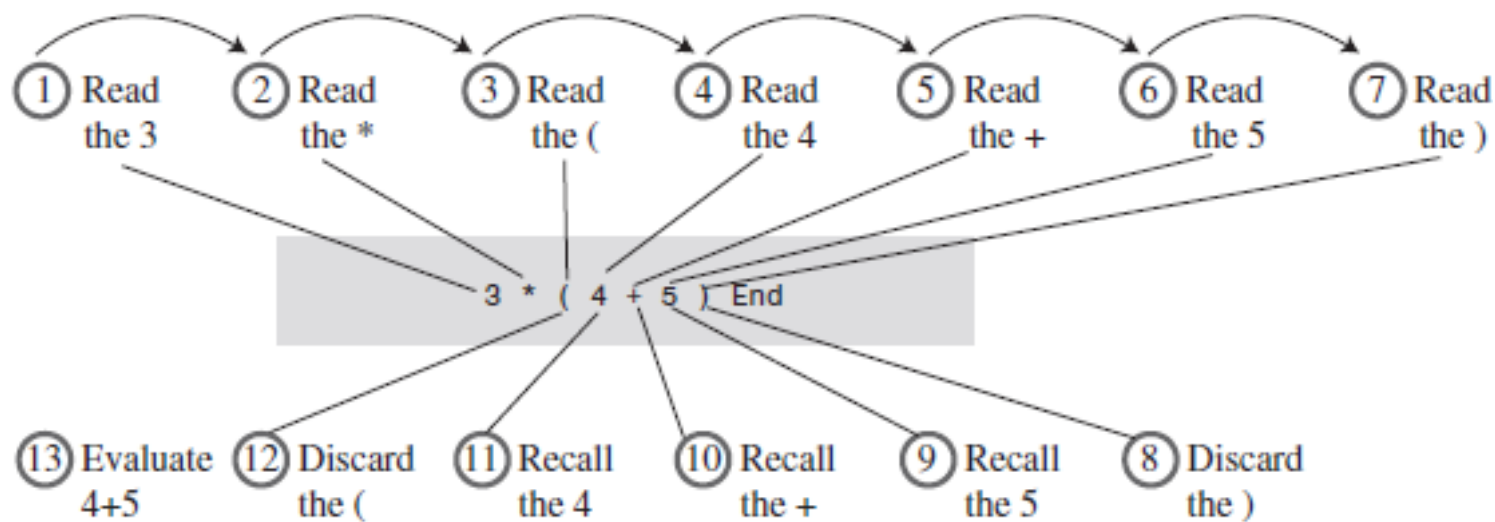 1 Read 2 Read 3 Read 4 Read 5 Read 6 Read 7 Read
the 3 the * the ( the 4 the + the 5 the )
3 * ( 4 + 5 ) End
13 Evaluate 12 Discard 11 Recall 10 Recall 9 Recall 8 Discard
4+5 the ( the 4 the + the 5 the )